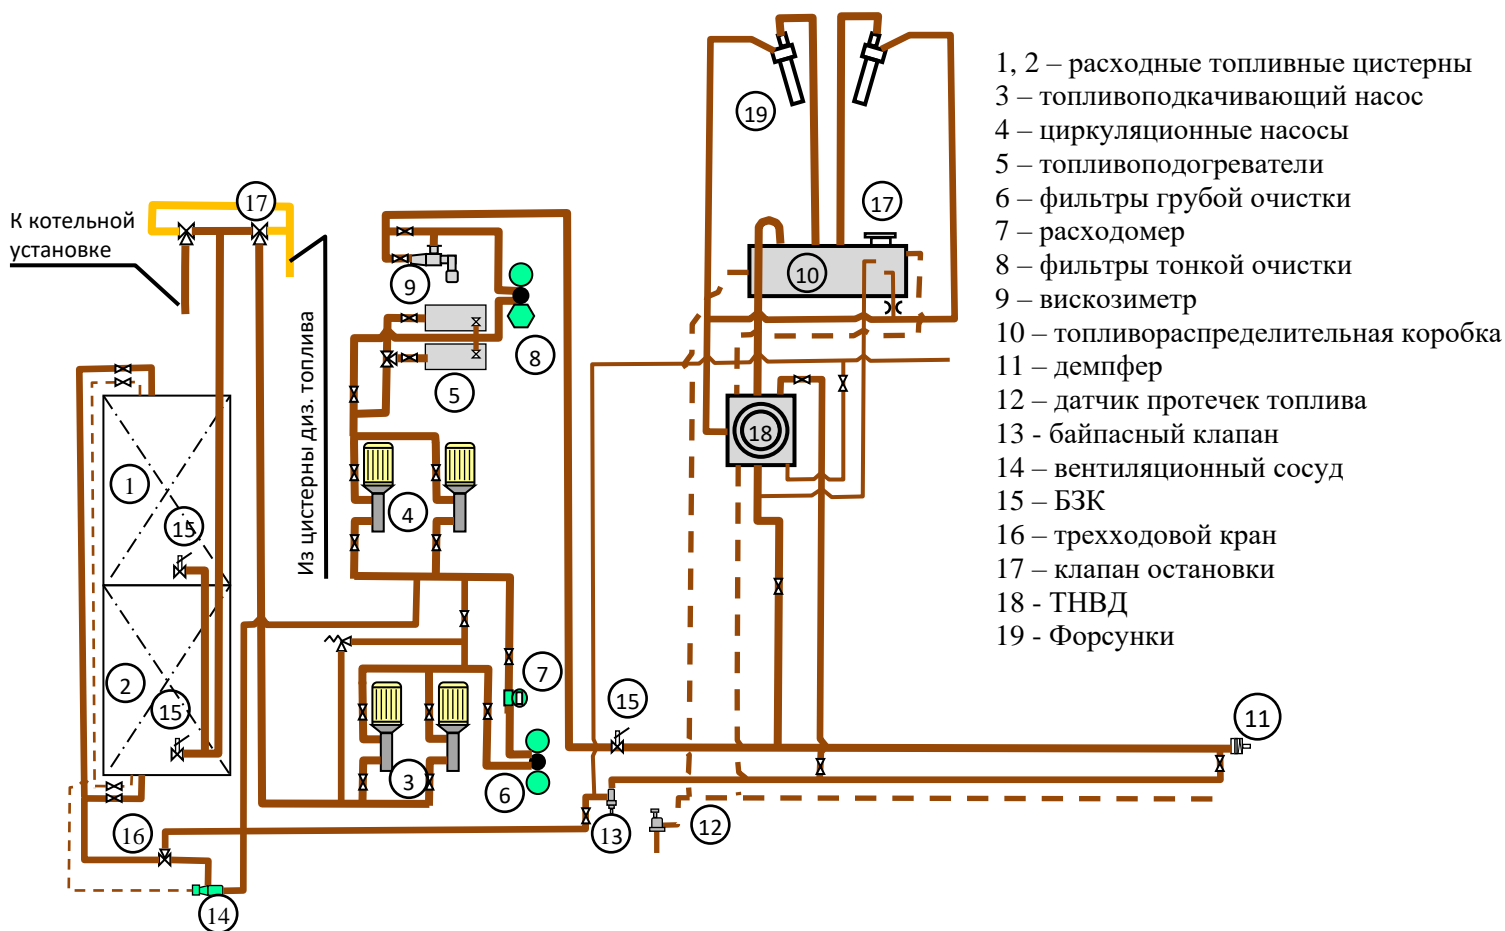 1, 2 – расходные топливные цистерны
3 – топливоподкачивающий насос
4 – циркуляционные насосы
5 – топливоподогреватели
6 – фильтры грубой очистки
7 – расходомер
8 – фильтры тонкой очистки
9 – вискозиметр
10 – топливораспределительная коробка
11 – демпфер
12 – датчик протечек топлива
13 - байпасный клапан
14 – вентиляционный сосуд
15 – БЗК
16 – трехходовой кран
17 – клапан остановки
18 - ТНВД
19 - Форсунки
К котельной
установке
Из цистерны диз. топлива
17
19
17
10
9
8
5
18
1
15
4
2
15
7
15
11
3
6
16
13
12
14